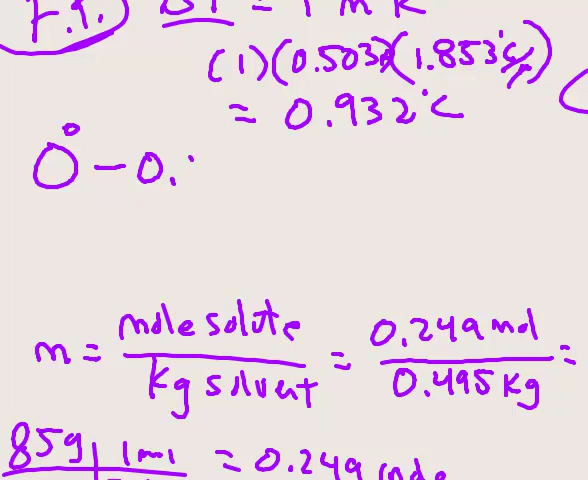 F.P. ΔT = i m K
(1)(0.503)(1.853°C/
= 0.932°C
0° - 0.
m = mole solute / kg solvent = 0.249 mol / 0.495 kg =
85g | 1 mol = 0.249 mole